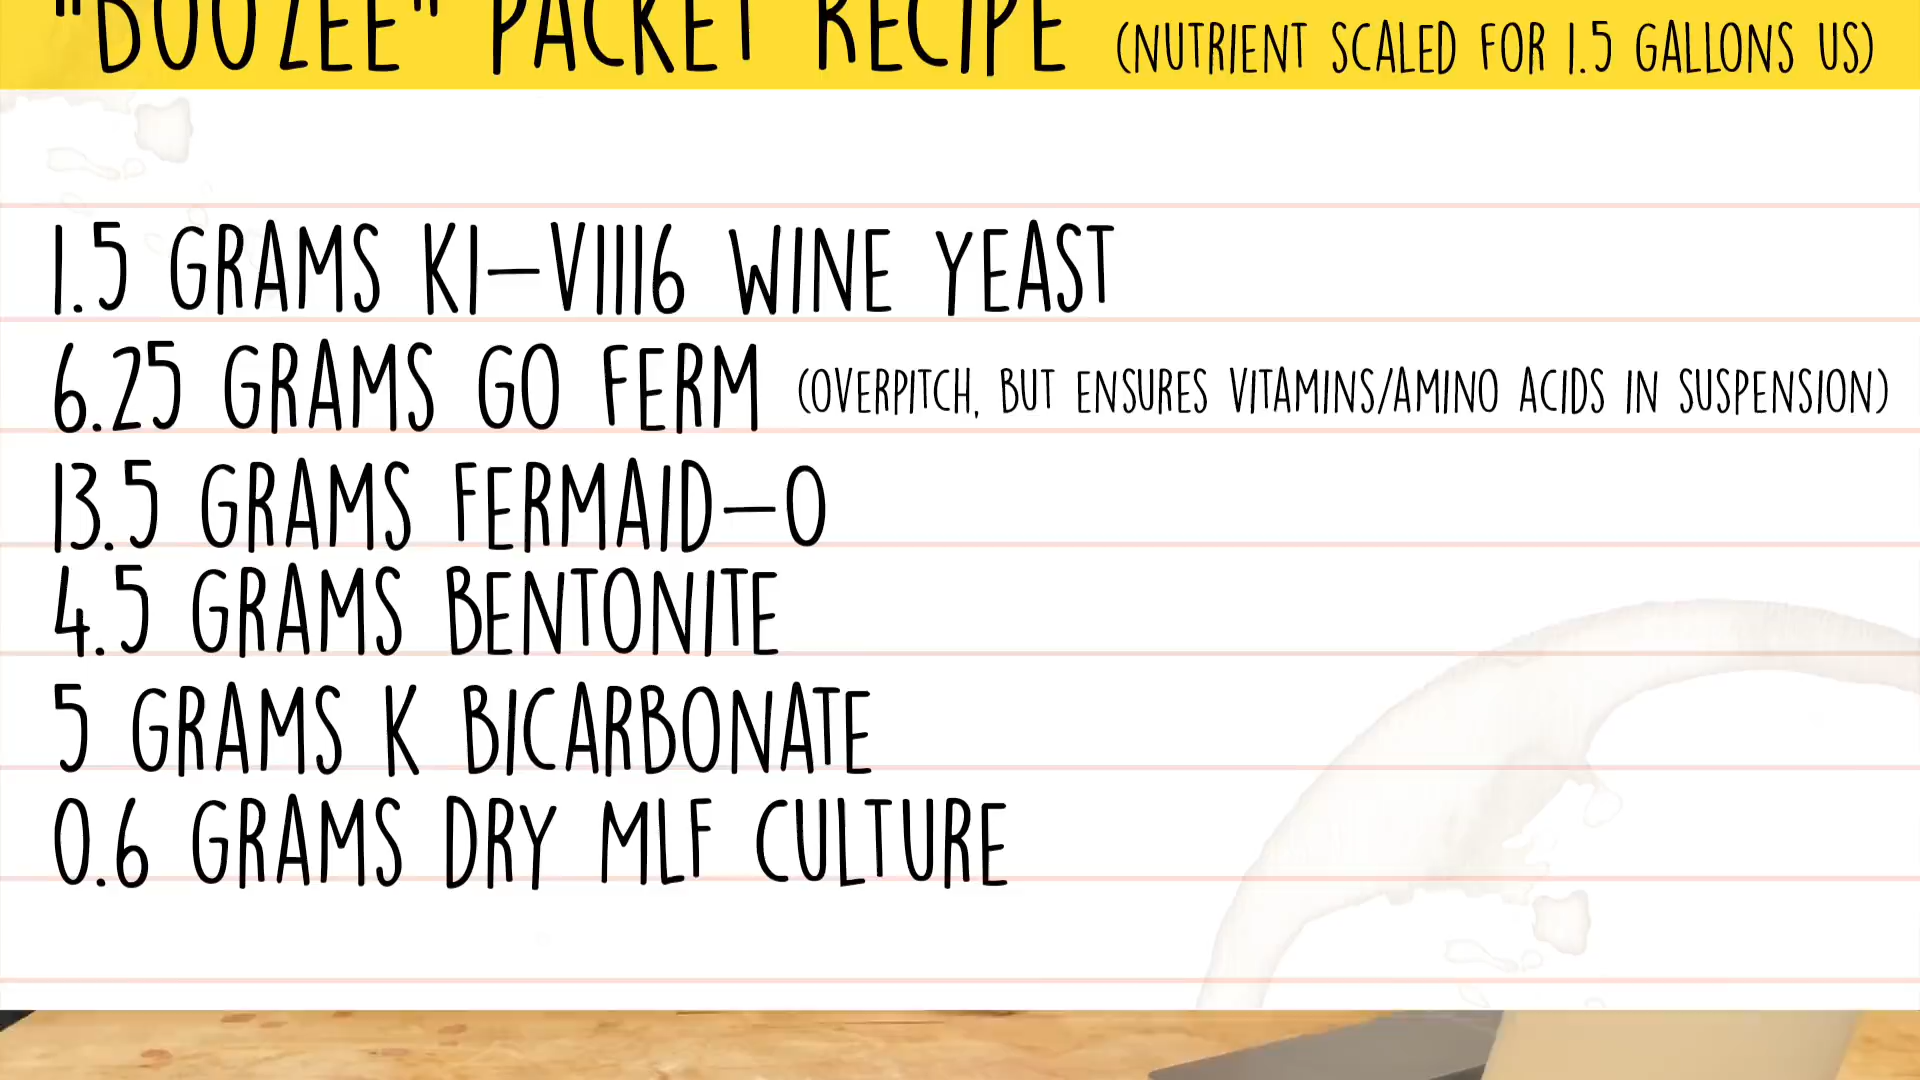 "BOOZEE" PACKET RECIPE (NUTRIENT SCALED FOR 1.5 GALLONS US)
1.5 GRAMS K1-V1116 WINE YEAST
6.25 GRAMS GO FERM (OVERPITCH, BUT ENSURES VITAMINS/AMINO ACIDS IN SUSPENSION)
13.5 GRAMS FERMAID-O
4.5 GRAMS BENTONITE
5 GRAMS K BICARBONATE
0.6 GRAMS DRY MLF CULTURE